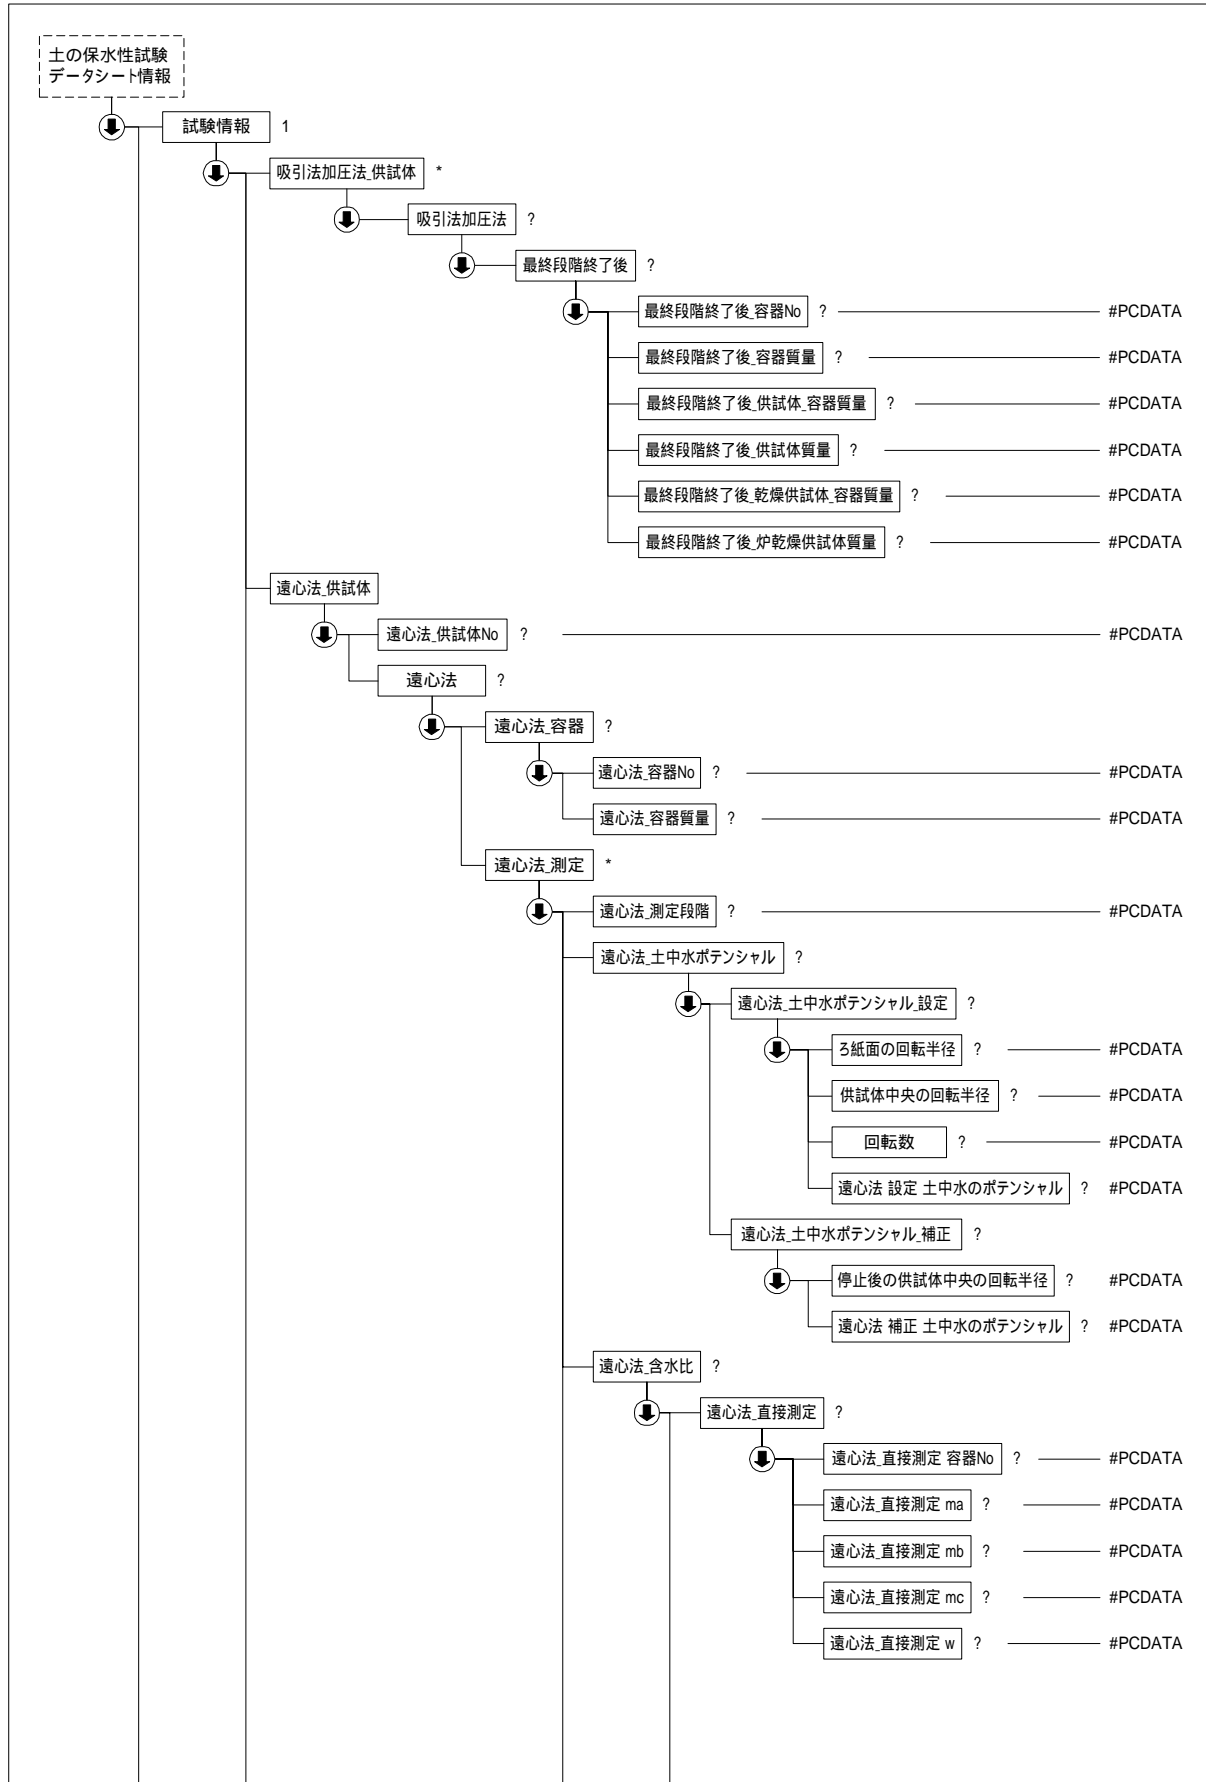 土の保水性試験
データシート情報
試験情報 1
吸引法加圧法_供試体 *
吸引法加圧法 ?
最終段階終了後 ?
最終段階終了後_容器No ? #PCDATA
最終段階終了後_容器質量 ? #PCDATA
最終段階終了後_供試体_容器質量 ? #PCDATA
最終段階終了後_供試体質量 ? #PCDATA
最終段階終了後_乾燥供試体_容器質量 ? #PCDATA
最終段階終了後_炉乾燥供試体質量 ? #PCDATA
遠心法_供試体
遠心法_供試体No ? #PCDATA
遠心法 ?
遠心法_容器 ?
遠心法_容器No ? #PCDATA
遠心法_容器質量 ? #PCDATA
遠心法_測定 *
遠心法_測定段階 ? #PCDATA
遠心法_土中水ポテンシャル ?
遠心法_土中水ポテンシャル_設定 ?
ろ紙面の回転半径 ? #PCDATA
供試体中央の回転半径 ? #PCDATA
回転数 ? #PCDATA
遠心法 設定 土中水のポテンシャル ? #PCDATA
遠心法_土中水ポテンシャル_補正 ?
停止後の供試体中央の回転半径 ? #PCDATA
遠心法 補正 土中水のポテンシャル ? #PCDATA
遠心法_含水比 ?
遠心法_直接測定 ?
遠心法_直接測定 容器No ? #PCDATA
遠心法_直接測定 ma ? #PCDATA
遠心法_直接測定 mb ? #PCDATA
遠心法_直接測定 mc ? #PCDATA
遠心法_直接測定 w ? #PCDATA